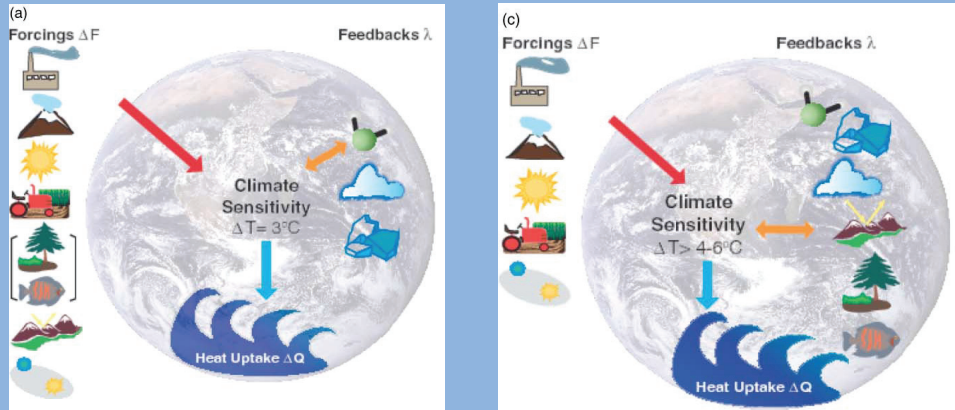 (a)
Forcings ΔF
Feedbacks λ
Climate
Sensitivity
ΔT= 3°C
Heat Uptake ΔQ
(c)
Forcings ΔF
Feedbacks λ
Climate
Sensitivity
ΔT> 4-6°C
Heat Uptake ΔQ